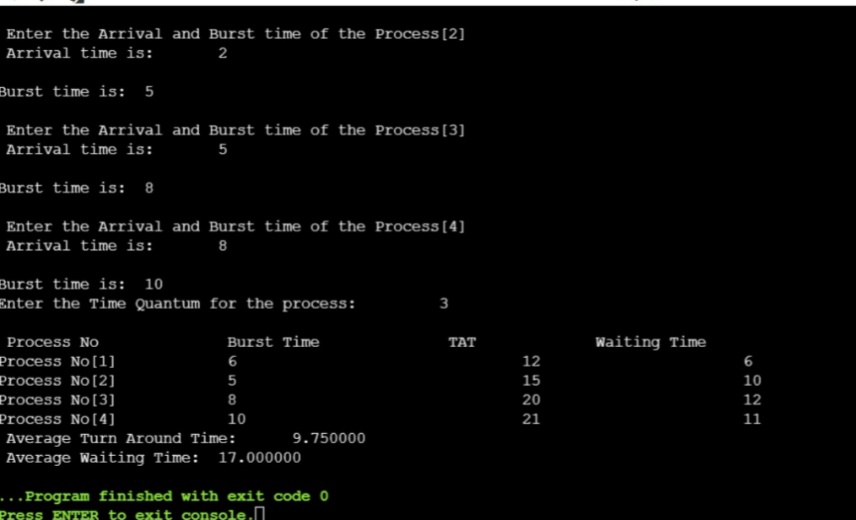 Enter the Arrival and Burst time of the Process[2]
Arrival time is: 2
Burst time is: 5
Enter the Arrival and Burst time of the Process[3]
Arrival time is: 5
Burst time is: 8
Enter the Arrival and Burst time of the Process[4]
Arrival time is: 8
Burst time is: 10
Enter the Time Quantum for the process: 3
Process No Burst Time TAT Waiting Time
Process No[1] 6 12 6
Process No[2] 5 15 10
Process No[3] 8 20 12
Process No[4] 10 21 11
Average Turn Around Time: 9.750000
Average Waiting Time: 17.000000
...Program finished with exit code 0
Press ENTER to exit console.